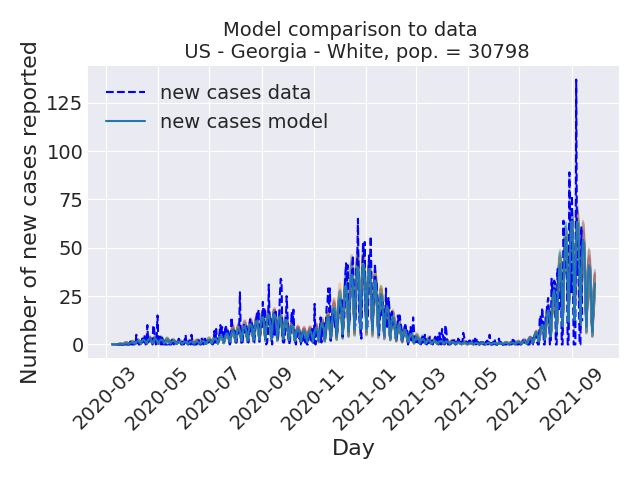 Model comparison to data
US - Georgia - White, pop. = 30798
Number of new cases reported
125
100
75
50
25
0
new cases data
new cases model
2020-03
2020-05
2020-07
2020-09
2020-11
2021-01
2021-03
2021-05
2021-07
2021-09
Day